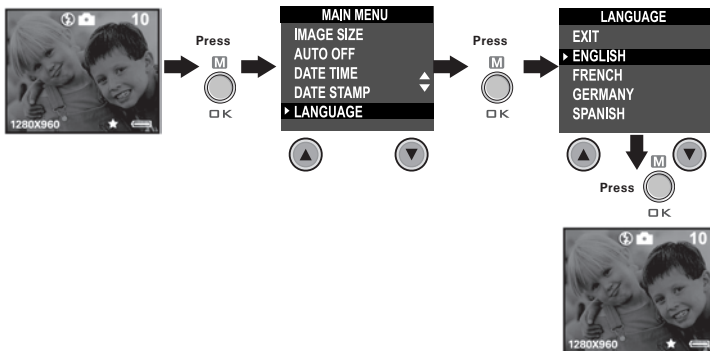 10
1280X960
Press
M
OK
MAIN MENU
IMAGE SIZE
AUTO OFF
DATE TIME
DATE STAMP
LANGUAGE
Press
M
OK
LANGUAGE
EXIT
ENGLISH
FRENCH
GERMANY
SPANISH
Press
M
OK
10
1280X960